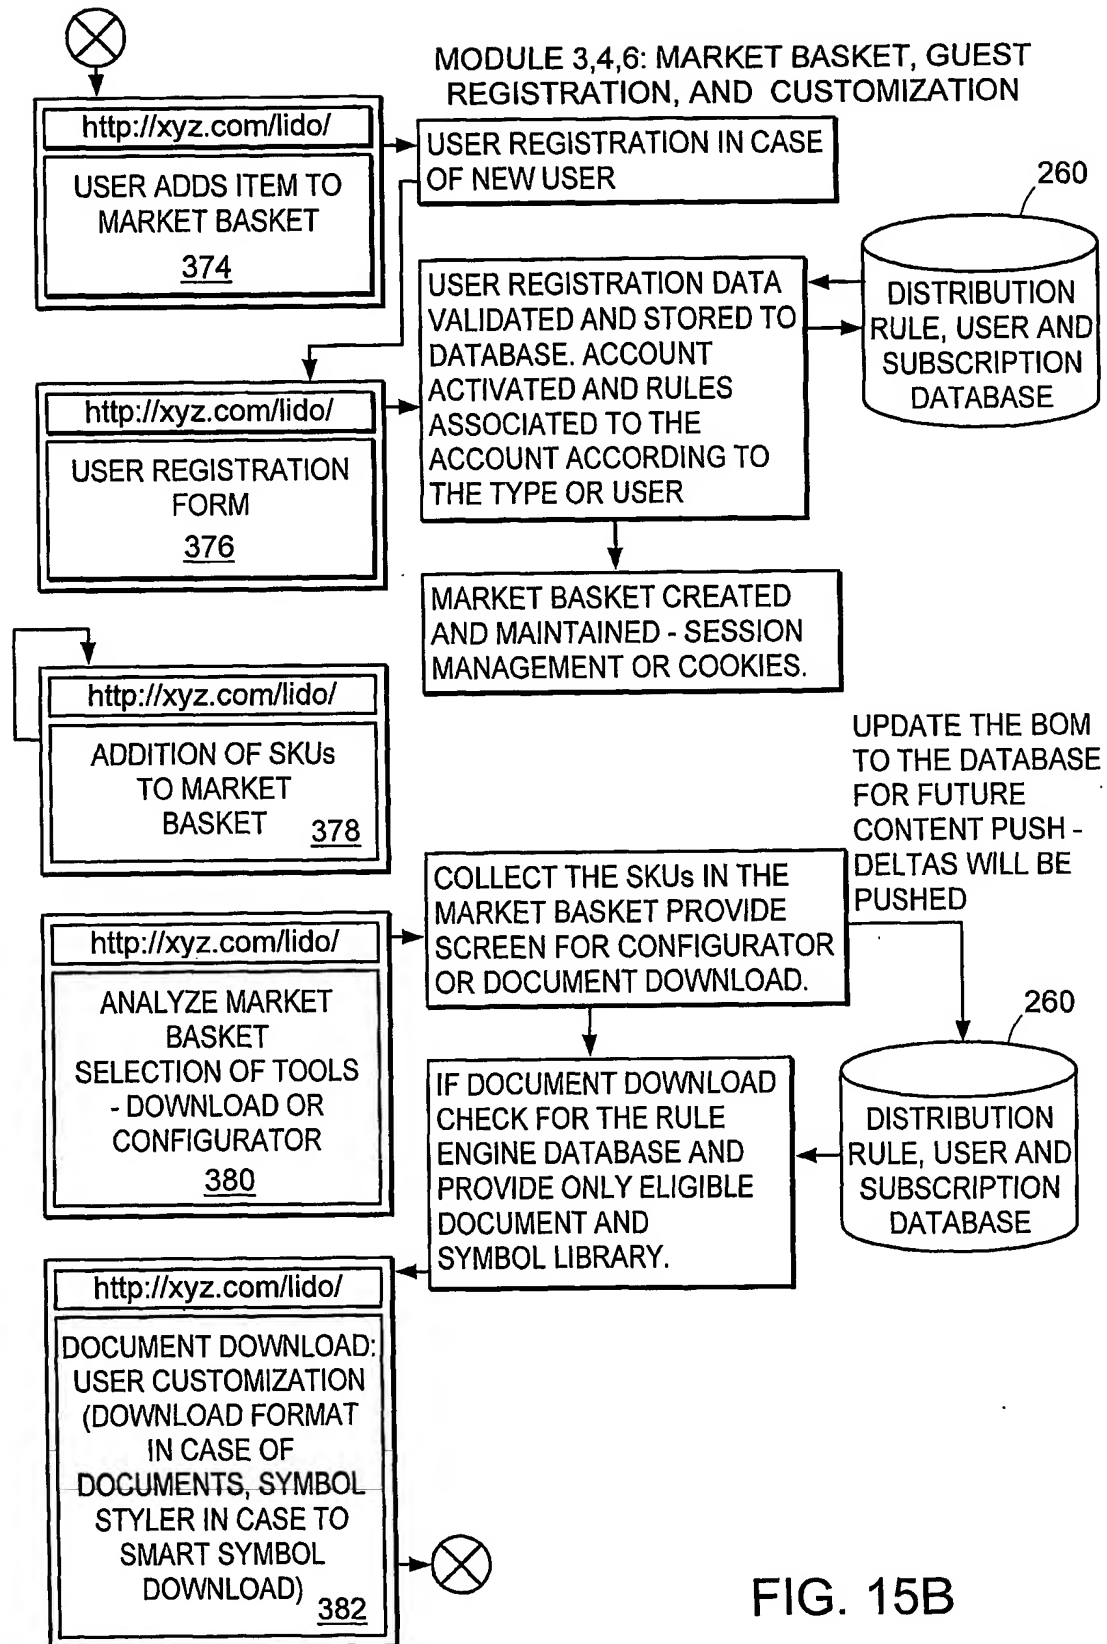 MODULE 3,4,6: MARKET BASKET, GUEST
REGISTRATION, AND CUSTOMIZATION
http://xyz.com/lido/
USER ADDS ITEM TO
MARKET BASKET
374
USER REGISTRATION IN CASE
OF NEW USER
260
USER REGISTRATION DATA
VALIDATED AND STORED TO
DATABASE. ACCOUNT
ACTIVATED AND RULES
ASSOCIATED TO THE
ACCOUNT ACCORDING TO
THE TYPE OR USER
DISTRIBUTION
RULE, USER AND
SUBSCRIPTION
DATABASE
http://xyz.com/lido/
USER REGISTRATION
FORM
376
MARKET BASKET CREATED
AND MAINTAINED - SESSION
MANAGEMENT OR COOKIES.
http://xyz.com/lido/
ADDITION OF SKUs
TO MARKET
BASKET
378
UPDATE THE BOM
TO THE DATABASE
FOR FUTURE
CONTENT PUSH -
DELTAS WILL BE
PUSHED
COLLECT THE SKUs IN THE
MARKET BASKET PROVIDE
SCREEN FOR CONFIGURATOR
OR DOCUMENT DOWNLOAD.
http://xyz.com/lido/
ANALYZE MARKET
BASKET
SELECTION OF TOOLS
- DOWNLOAD OR
CONFIGURATOR
380
260
IF DOCUMENT DOWNLOAD
CHECK FOR THE RULE
ENGINE DATABASE AND
PROVIDE ONLY ELIGIBLE
DOCUMENT AND
SYMBOL LIBRARY.
DISTRIBUTION
RULE, USER AND
SUBSCRIPTION
DATABASE
http://xyz.com/lido/
DOCUMENT DOWNLOAD:
USER CUSTOMIZATION
(DOWNLOAD FORMAT
IN CASE OF
DOCUMENTS, SYMBOL
STYLER IN CASE TO
SMART SYMBOL
DOWNLOAD)
382
FIG. 15B